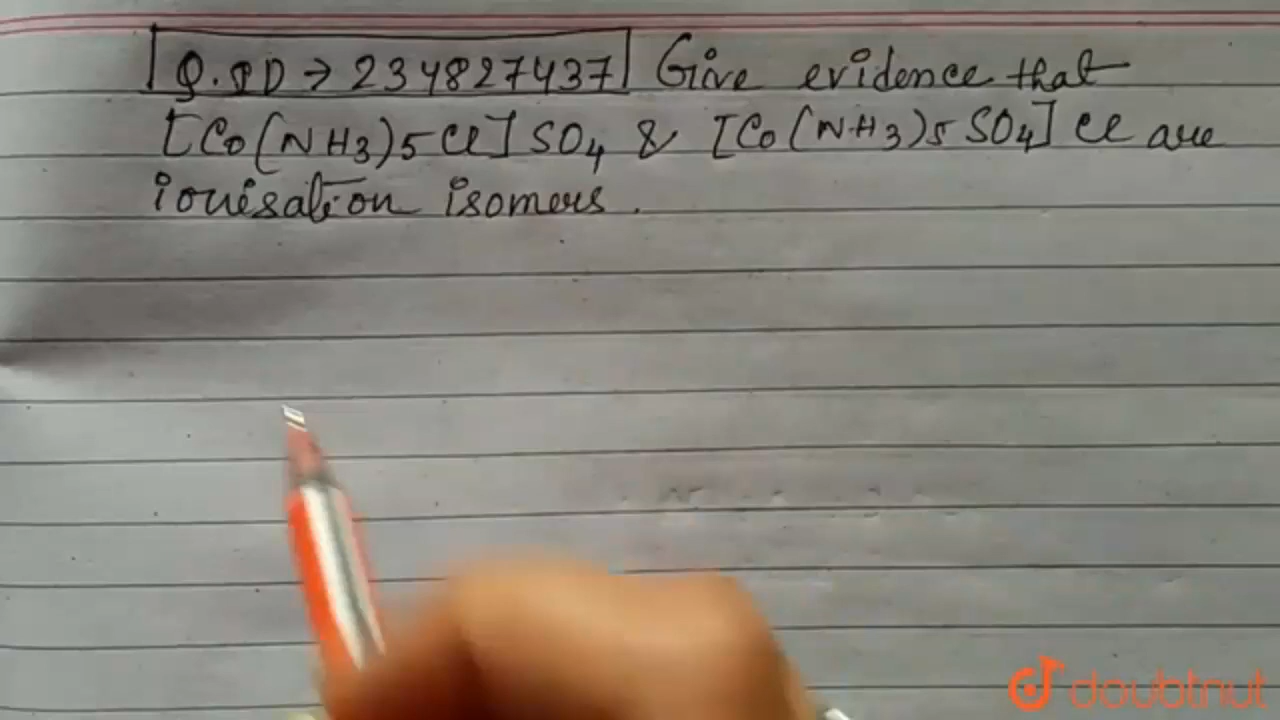 Q.ID → 234827437 Give evidence that
[Co(NH3)5Cl]SO4 & [Co(NH3)5SO4]Cl are
ionisation isomers.
doubtnut